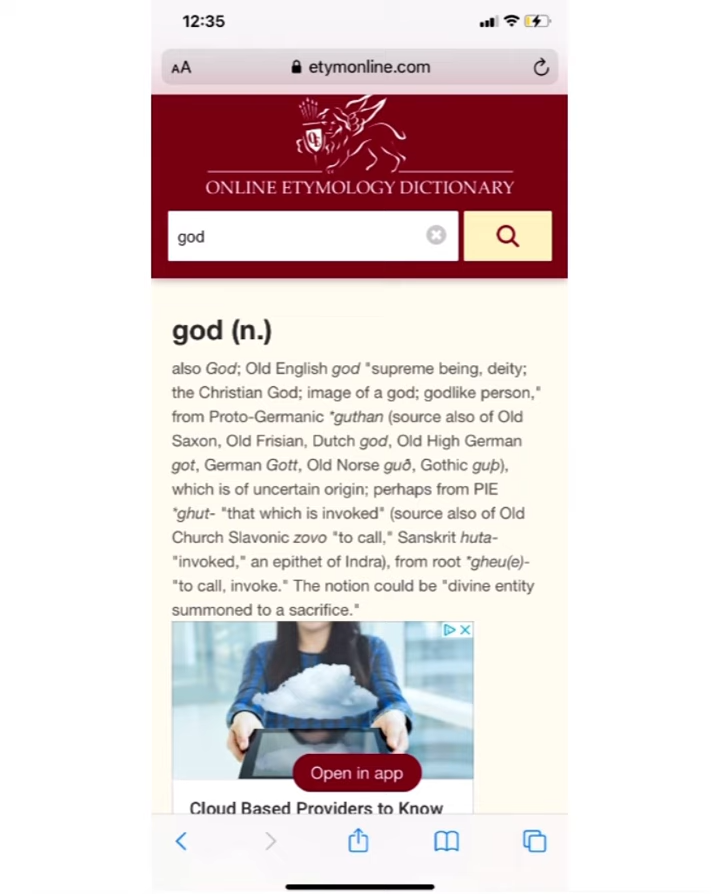 12:35
AA
etymonline.com
OE
ONLINE ETYMOLOGY DICTIONARY
god
god (n.)
also God; Old English god "supreme being, deity;
the Christian God; image of a god; godlike person,"
from Proto-Germanic *guthan (source also of Old
Saxon, Old Frisian, Dutch god, Old High German
got, German Gott, Old Norse guð, Gothic guþ),
which is of uncertain origin; perhaps from PIE
*ghut- "that which is invoked" (source also of Old
Church Slavonic zovo "to call," Sanskrit huta-
"invoked," an epithet of Indra), from root *gheu(e)-
"to call, invoke." The notion could be "divine entity
summoned to a sacrifice."
Open in app
Cloud Based Providers to Know